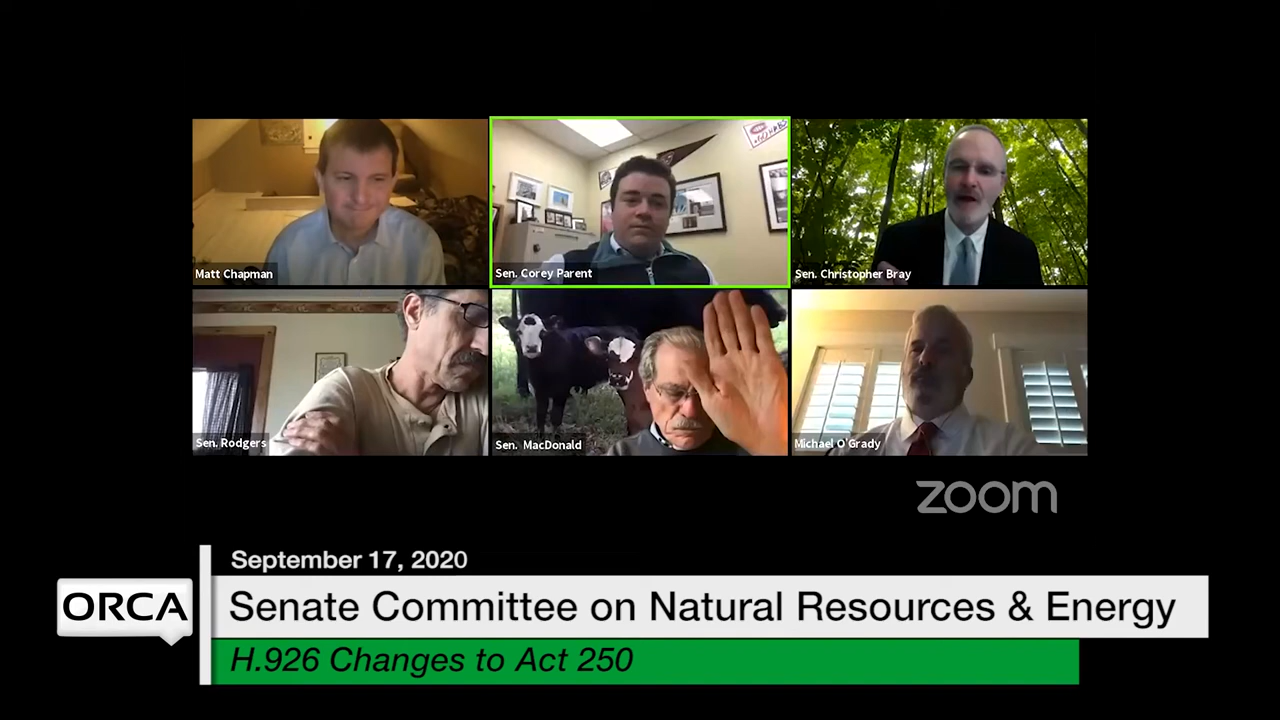 Matt Chapman
Sen. Corey Parent
Sen. Christopher Bray
Sen. Rodgers
Sen. MacDonald
Michael O'Grady
zoom
September 17, 2020
ORCA
Senate Committee on Natural Resources & Energy
H.926 Changes to Act 250